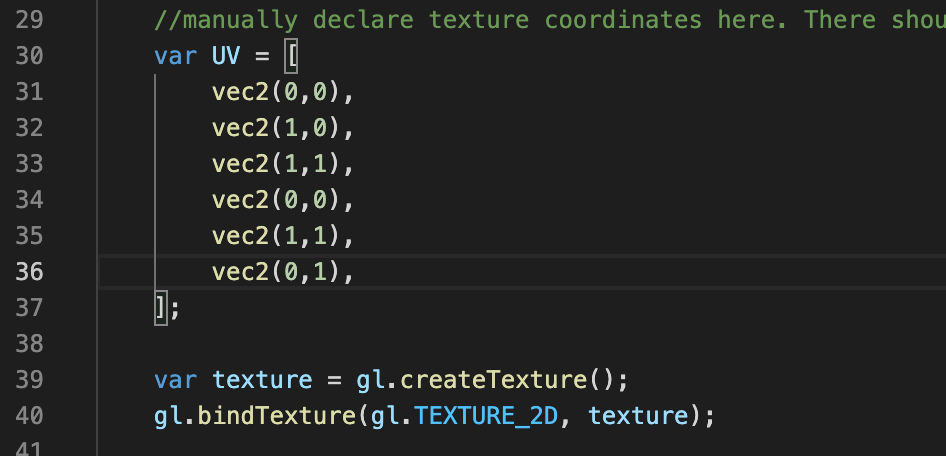 29 //manually declare texture coordinates here. There shou
30 var UV = [
31 vec2(0,0),
32 vec2(1,0),
33 vec2(1,1),
34 vec2(0,0),
35 vec2(1,1),
36 vec2(0,1),
37 ];
38
39 var texture = gl.createTexture();
40 gl.bindTexture(gl.TEXTURE_2D, texture);
41